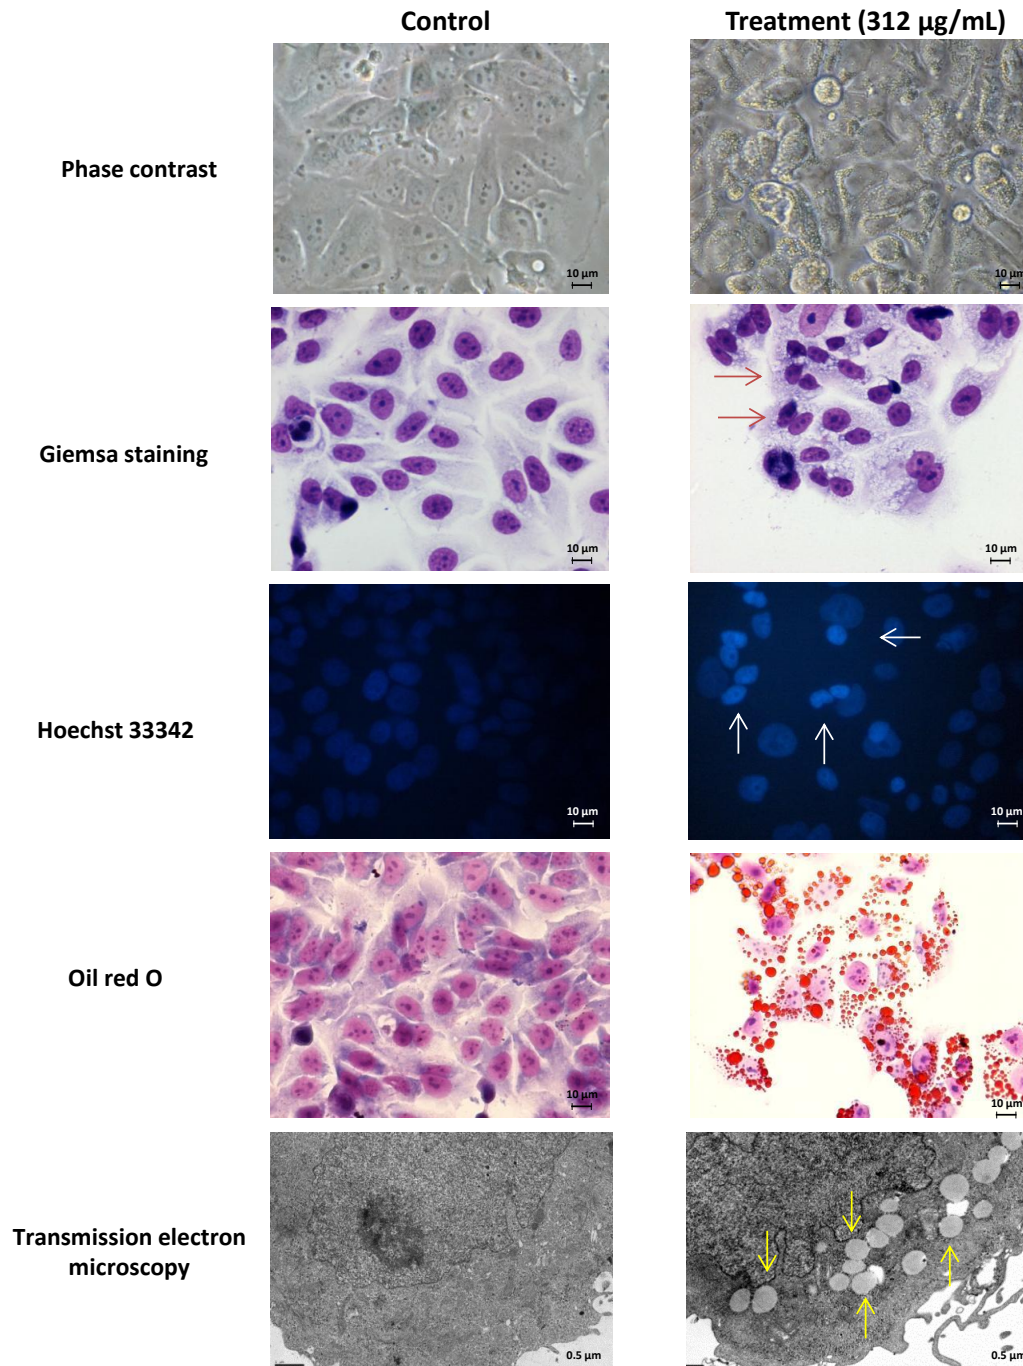 Control
Treatment (312 µg/mL)
Phase contrast
10 µm
10 µm
Giemsa staining
10 µm
10 µm
Hoechst 33342
10 µm
10 µm
Oil red O
10 µm
10 µm
Transmission electron
microscopy
0.5 µm
0.5 µm